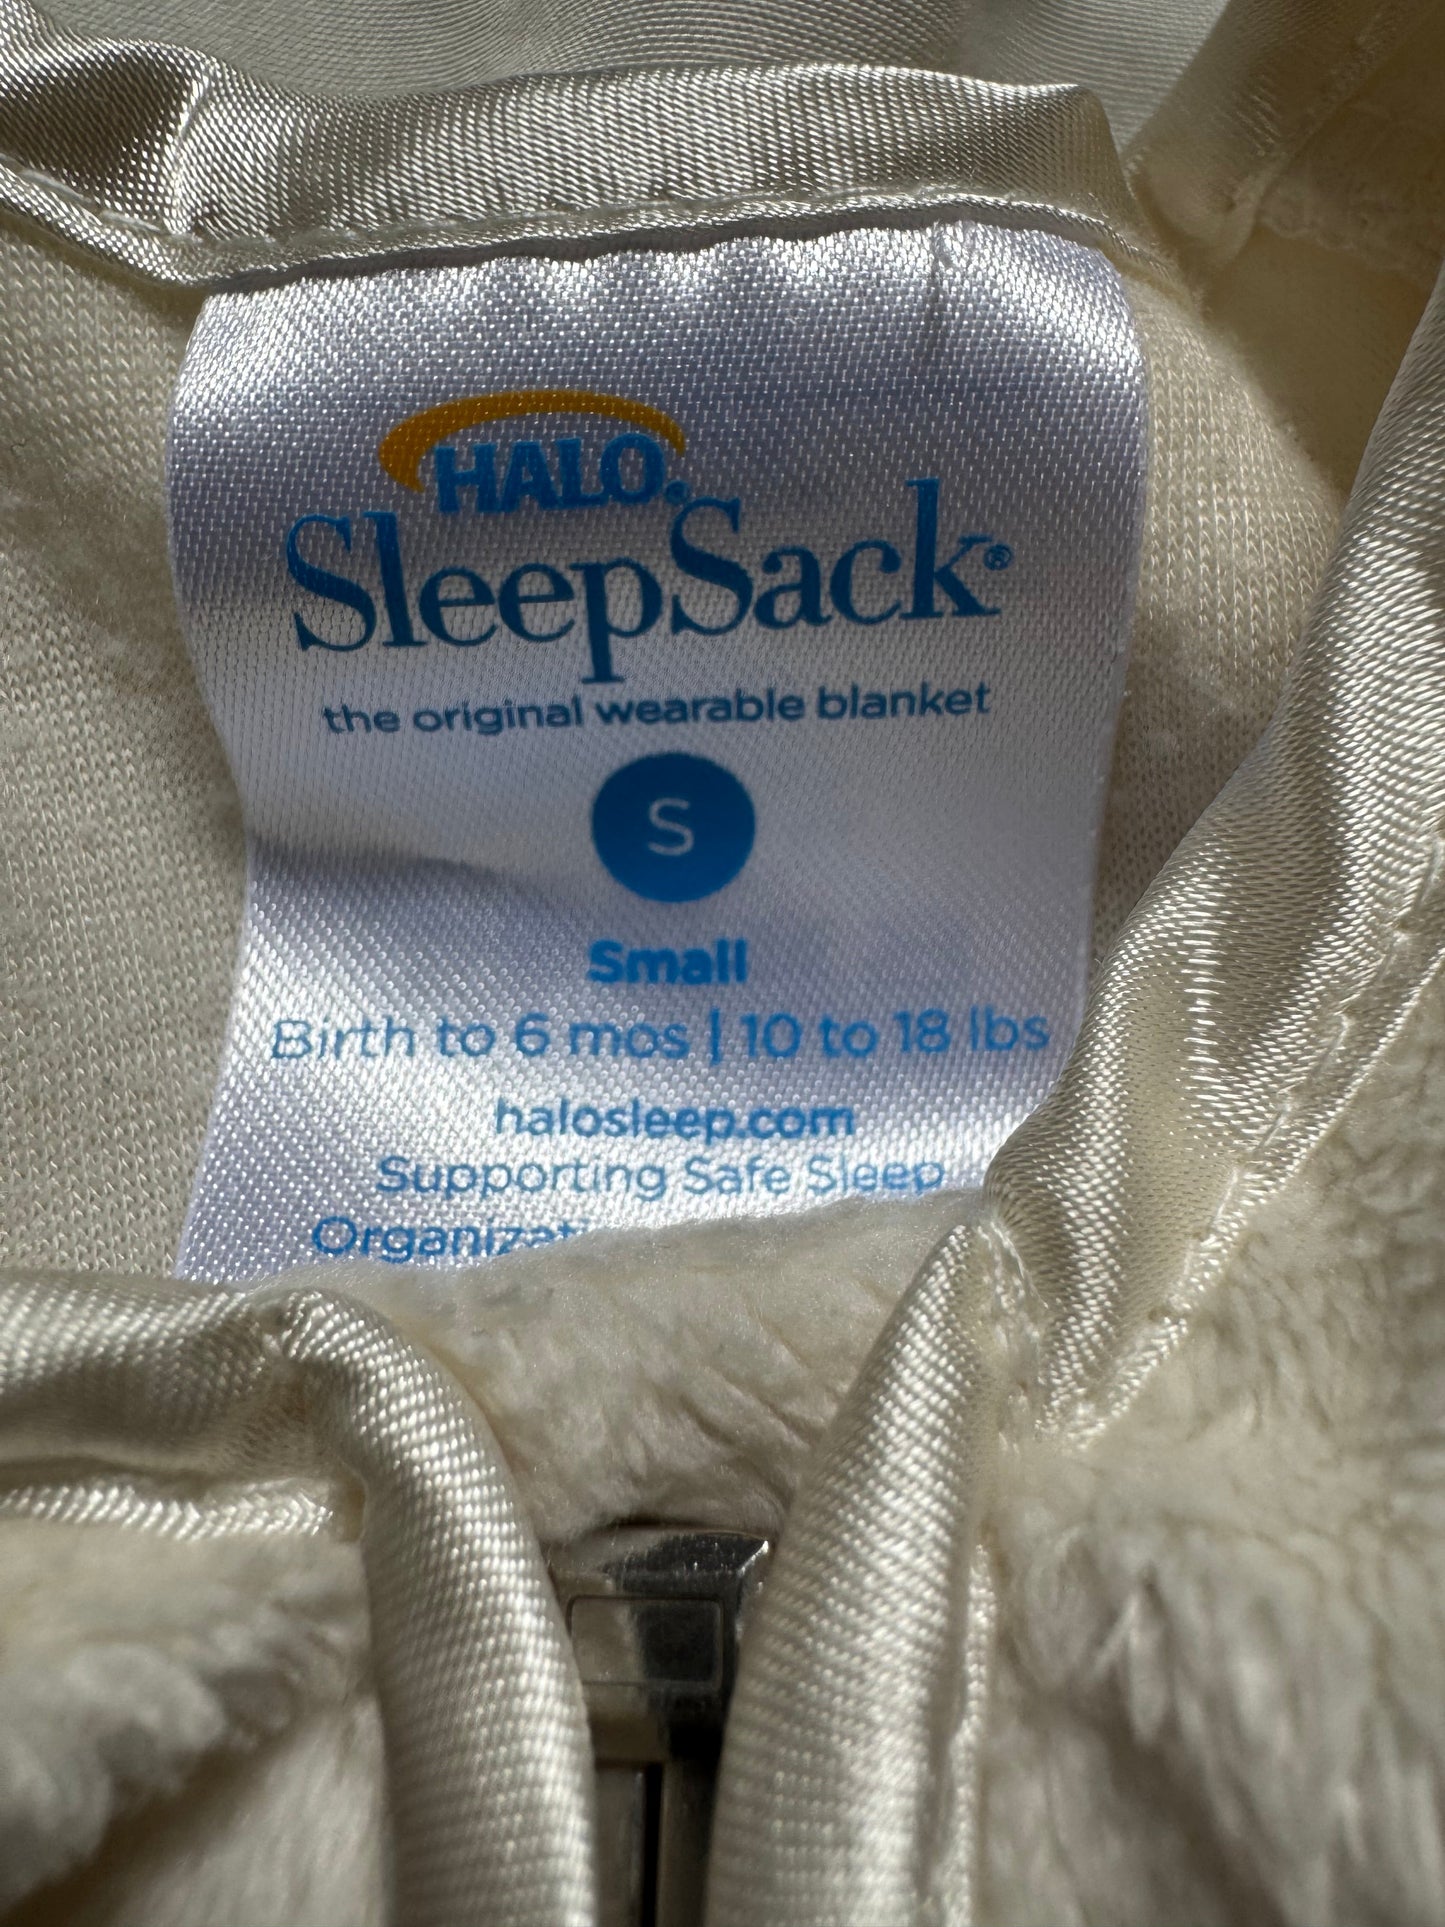 HALO®
SleepSack®
the original wearable blanket
S
Small
Birth to 6 mos | 10 to 18 lbs
halosleep.com
Supporting Safe Sleep